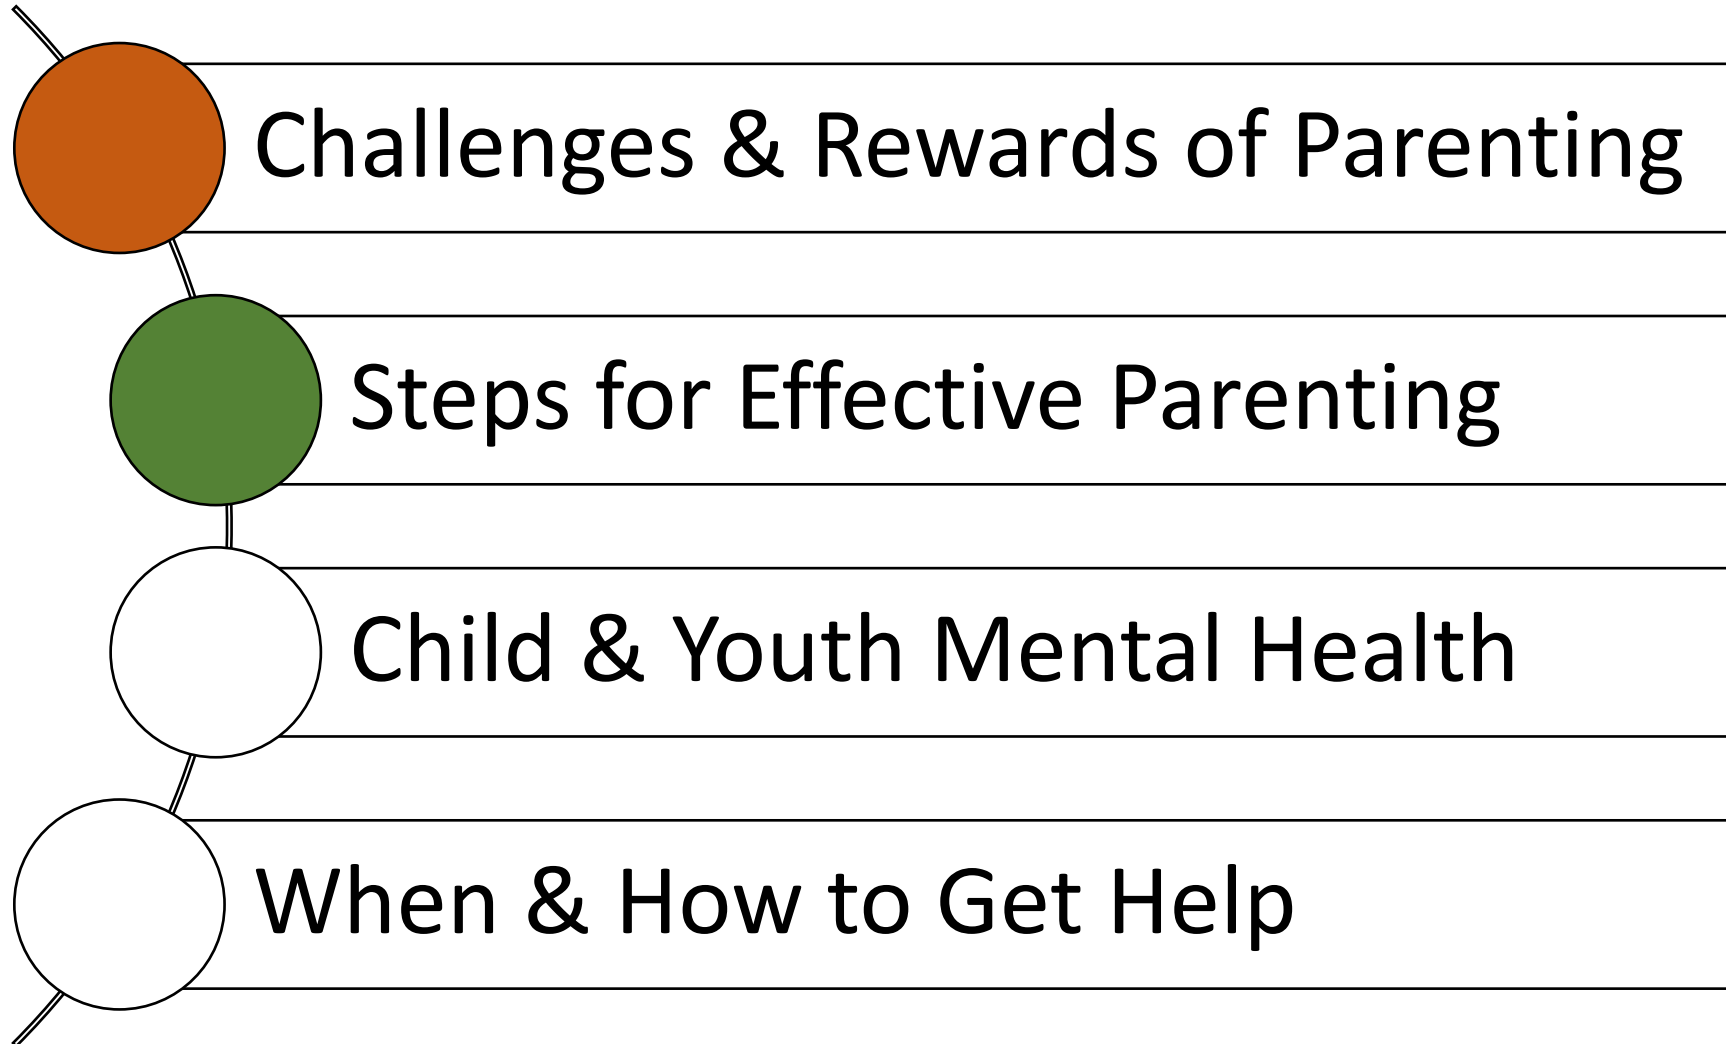 Challenges & Rewards of Parenting
Steps for Effective Parenting
Child & Youth Mental Health
When & How to Get Help